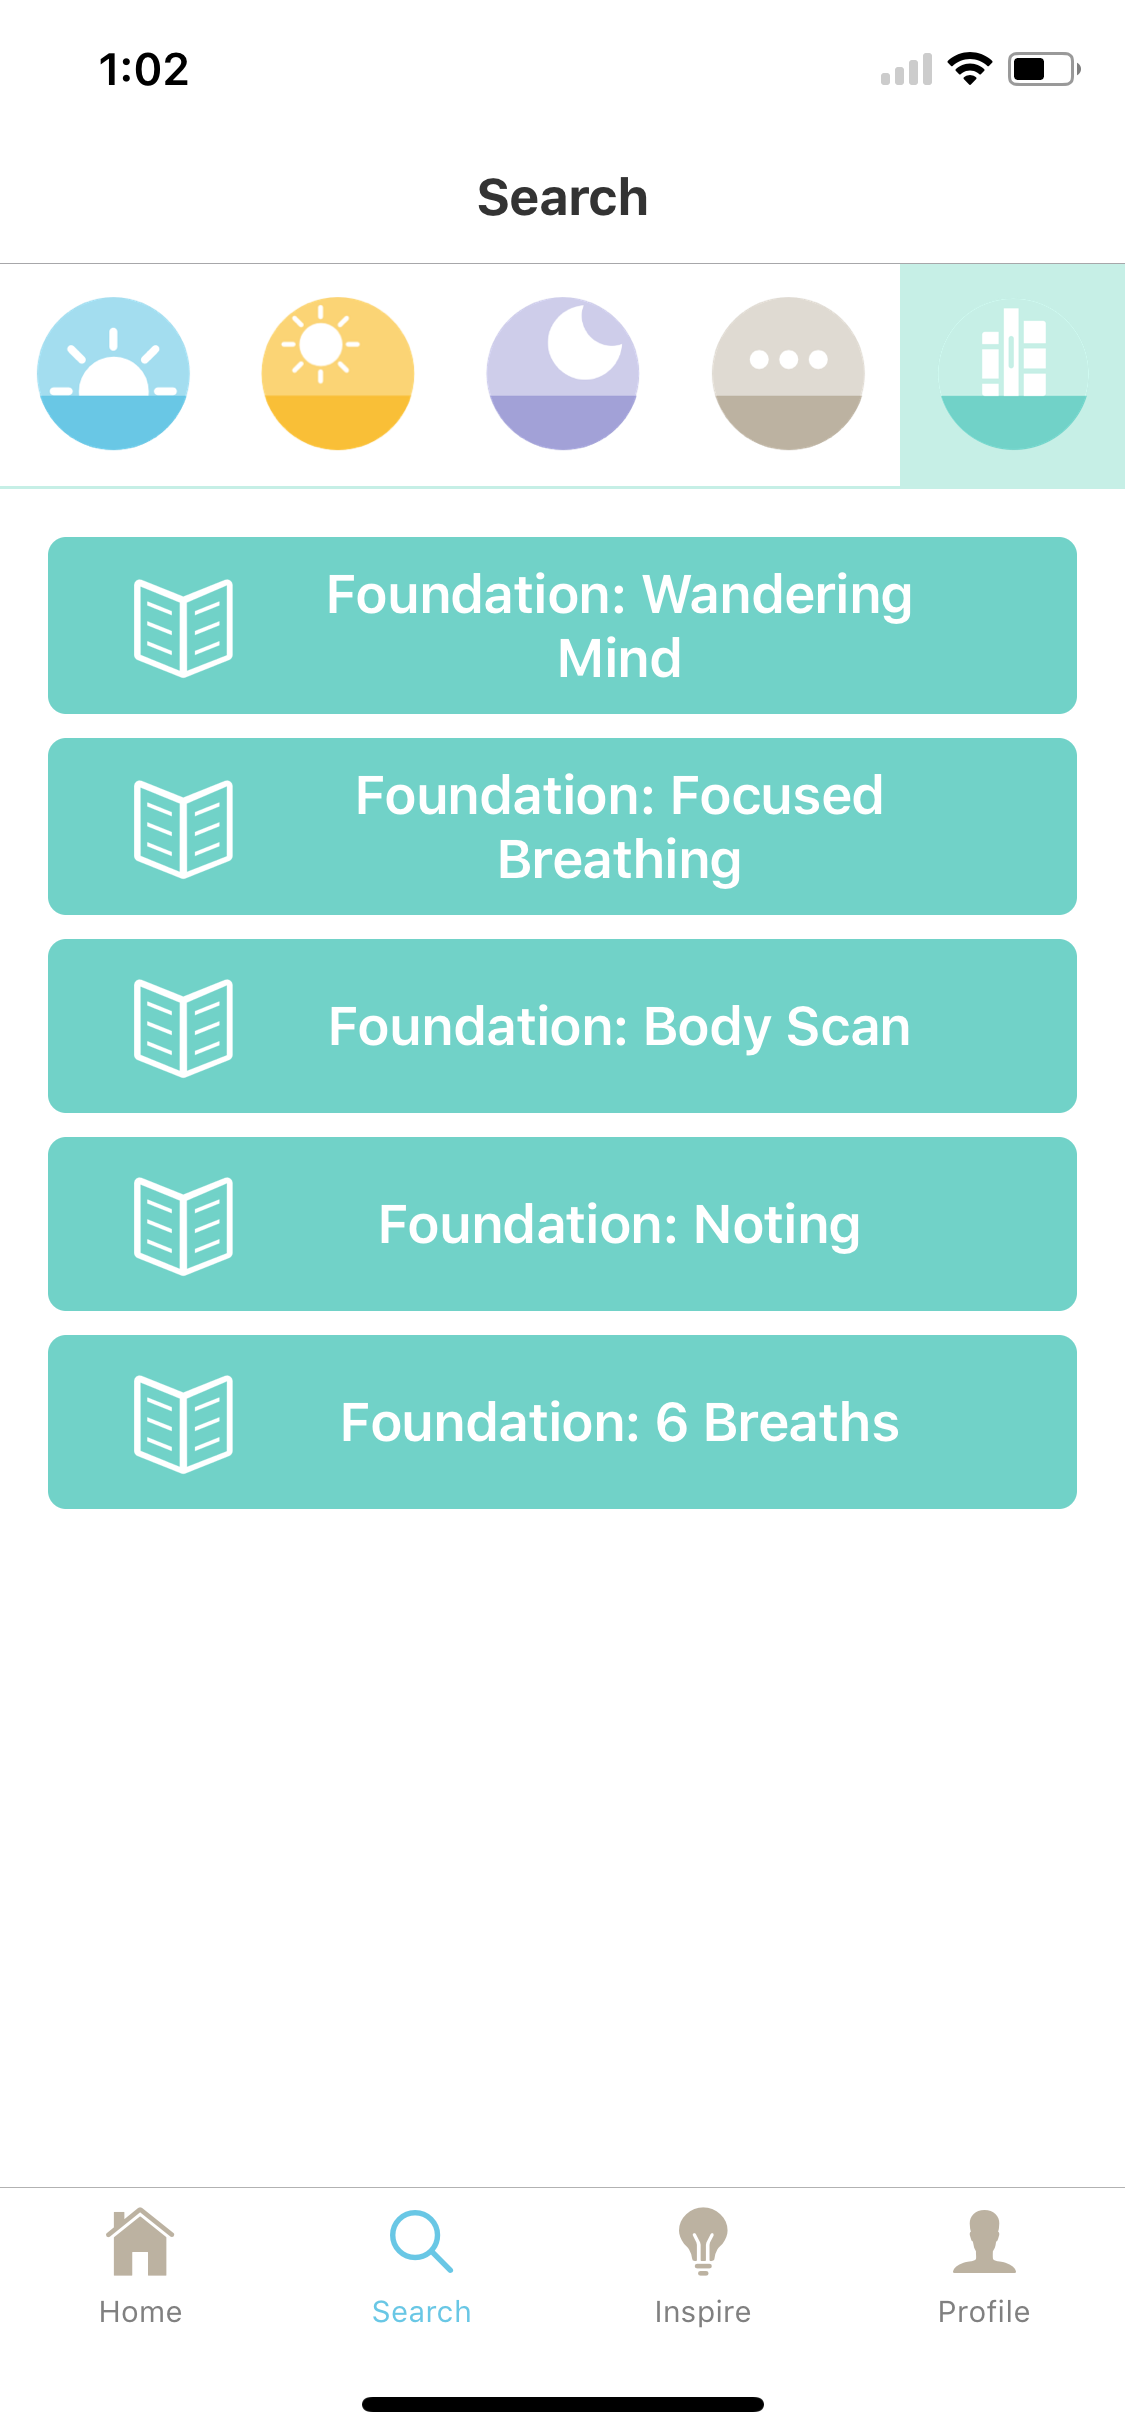 1:02
Search
Foundation: Wandering
Mind
Foundation: Focused
Breathing
Foundation: Body Scan
Foundation: Noting
Foundation: 6 Breaths
Home
Search
Inspire
Profile